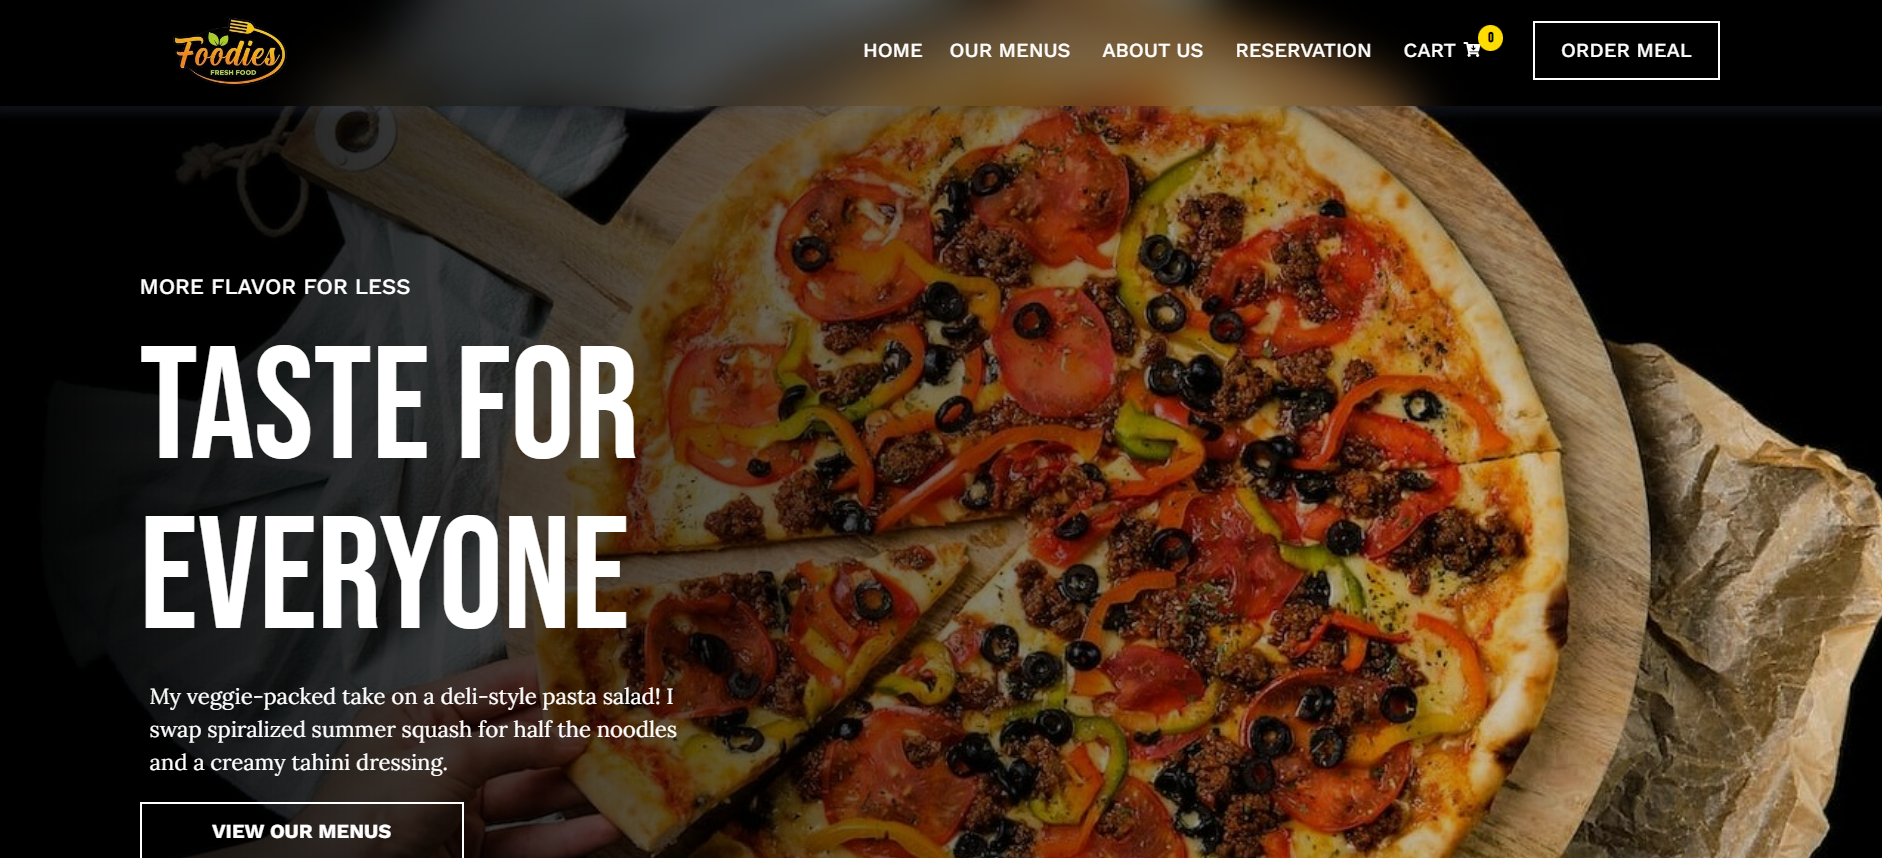 Foodies
FRESH FOOD
HOME OUR MENUS ABOUT US RESERVATION CART 0 ORDER MEAL
MORE FLAVOR FOR LESS
TASTE FOR
EVERYONE
My veggie-packed take on a deli-style pasta salad! I
swap spiralized summer squash for half the noodles
and a creamy tahini dressing.
VIEW OUR MENUS